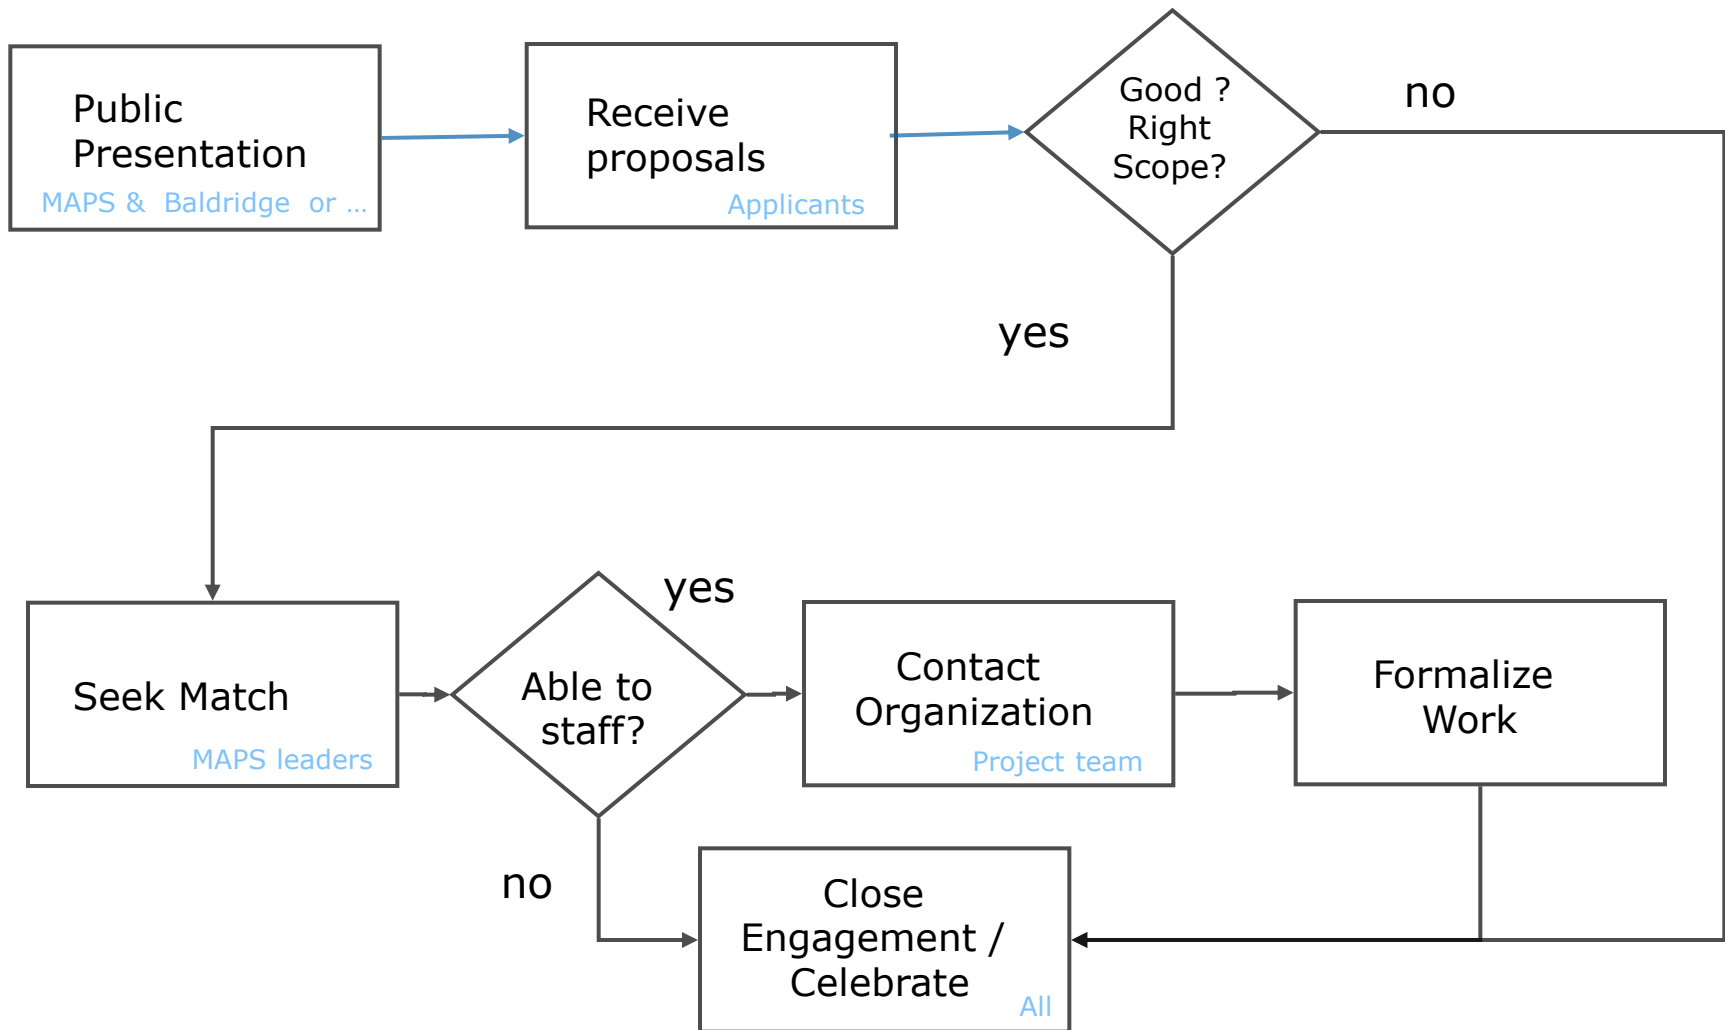 Public
Presentation
MAPS & Baldridge or ...
Receive
proposals
Applicants
Good ?
Right
Scope?
no
yes
Seek Match
MAPS leaders
Able to
staff?
yes
no
Contact
Organization
Project team
Formalize
Work
Close
Engagement /
Celebrate
All